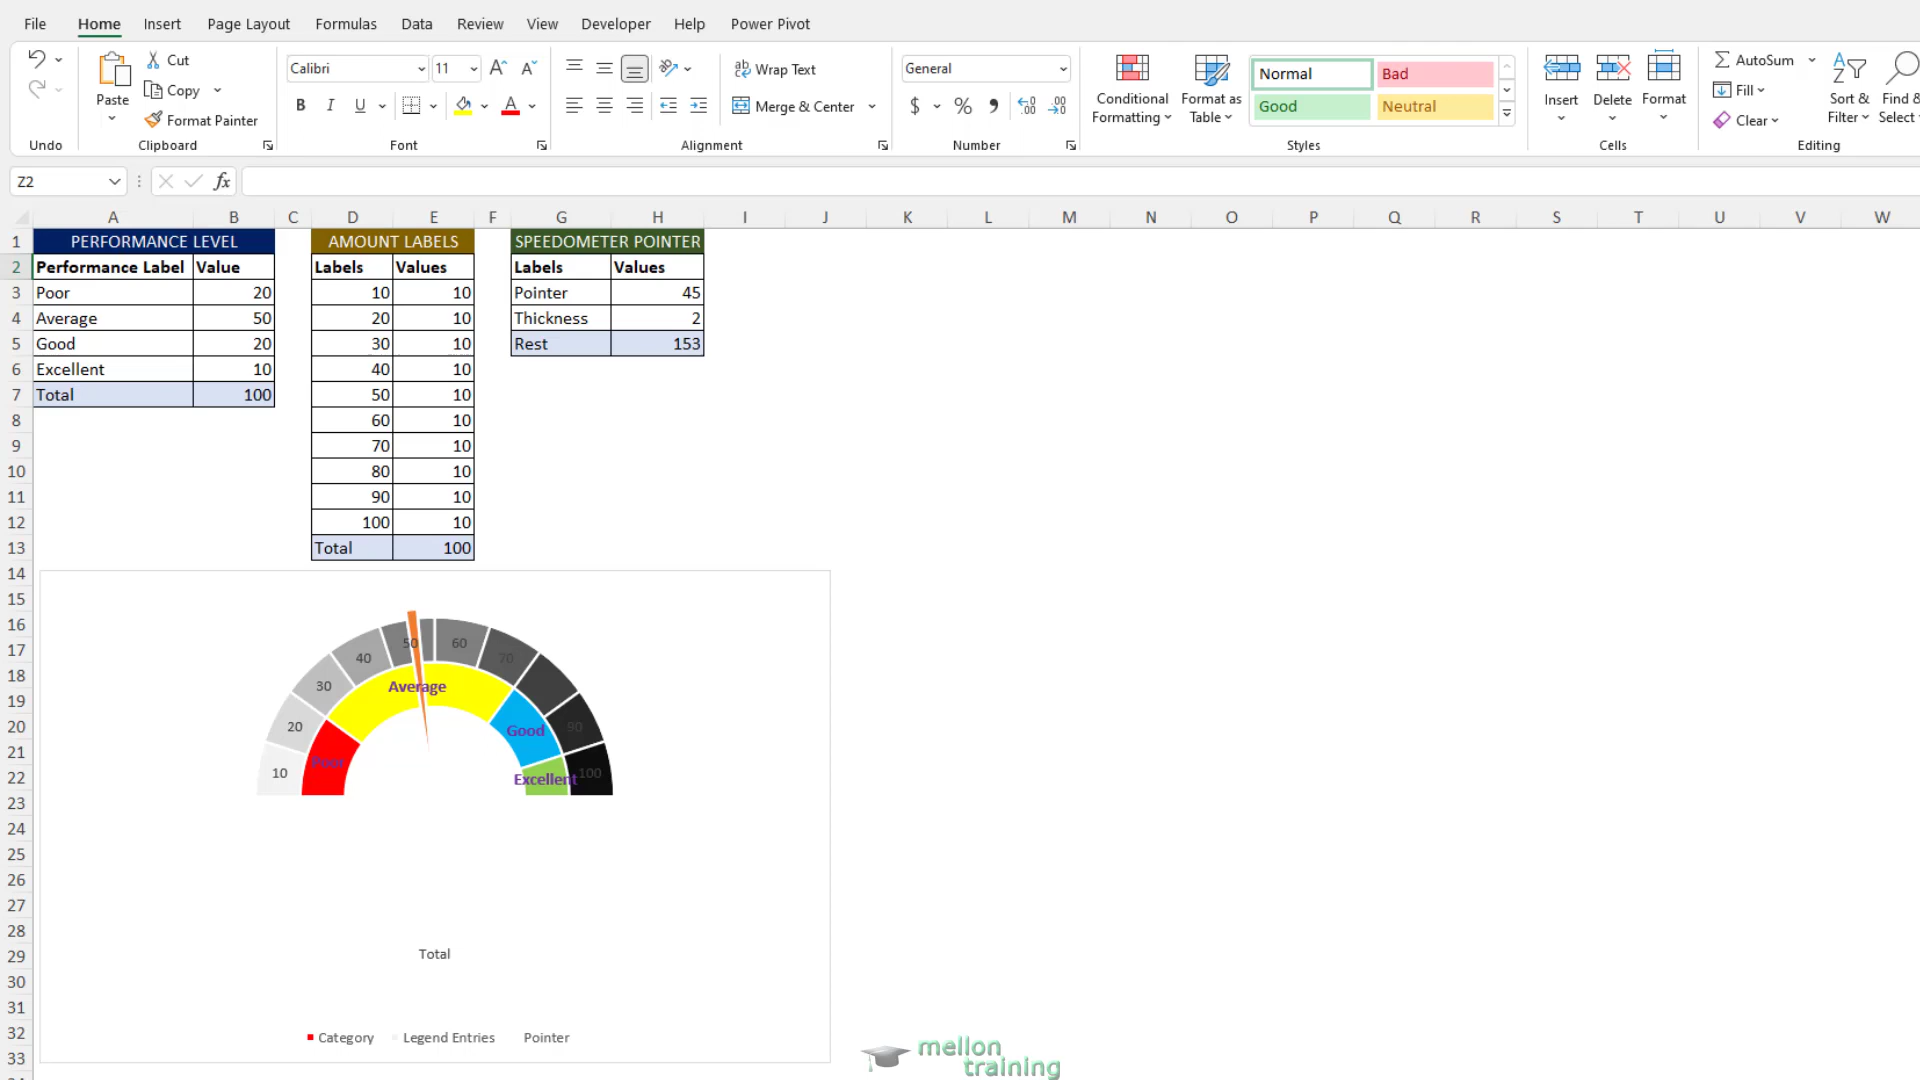 File Home Insert Page Layout Formulas Data Review View Developer Help Power Pivot
Cut
Copy
Format Painter
Paste
Undo
Clipboard
Calibri 11
B I U
Font
Wrap Text
Merge & Center
Alignment
General
$ % 9
Number
Conditional Formatting
Format as Table
Normal Bad
Good Neutral
Styles
Insert Delete Format
Cells
AutoSum
Fill
Clear
Sort & Filter
Find & Select
Editing
Z2 fx
A B C D E F G H I J K L M N O P Q R S T U V W
1 PERFORMANCE LEVEL AMOUNT LABELS SPEEDOMETER POINTER
2 Performance Label Value Labels Values Labels Values
3 Poor 20 10 10 Pointer 45
4 Average 50 20 10 Thickness 2
5 Good 20 30 10 Rest 153
6 Excellent 10 40 10
7 Total 100 50 10
8 60 10
9 70 10
10 80 10
11 90 10
12 100 10
13 Total 100
14
15
16
17
18
19
20
21
22
23
24
25
26
27
28
29
30
31
32
33
10 20 30 40 50 60 70 90 100
Poor Average Good Excellent
Total
Category Legend Entries Pointer
mellon
training